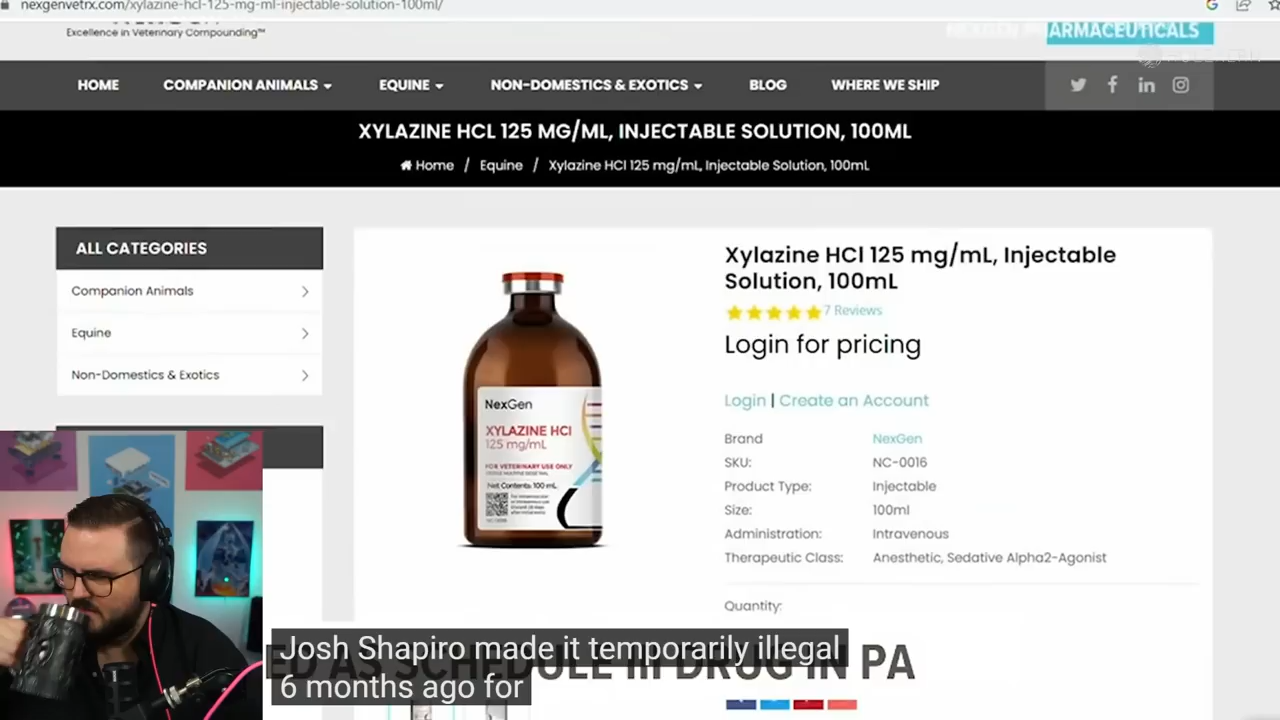 nexgenvetrx.com/xylazine-hcl-125-mg-ml-injectable-solution-100ml/
Excellence in Veterinary Compounding™
ARMACEUTICALS
HOME COMPANION ANIMALS EQUINE NON-DOMESTICS & EXOTICS BLOG WHERE WE SHIP
XYLAZINE HCL 125 MG/ML, INJECTABLE SOLUTION, 100ML
Home / Equine / Xylazine HCl 125 mg/mL, Injectable Solution, 100mL
ALL CATEGORIES
Companion Animals
Equine
Non-Domestics & Exotics
NexGen
XYLAZINE HCl
125 mg/mL
FOR VETERINARY USE ONLY
Net Contents: 100 mL
Xylazine HCl 125 mg/mL, Injectable
Solution, 100mL
7 Reviews
Login for pricing
Login | Create an Account
Brand NexGen
SKU: NC-0016
Product Type: Injectable
Size: 100ml
Administration: Intravenous
Therapeutic Class: Anesthetic, Sedative Alpha2-Agonist
Quantity:
ED AS SCHEDULE III DRUG IN PA
Josh Shapiro made it temporarily illegal
6 months ago for